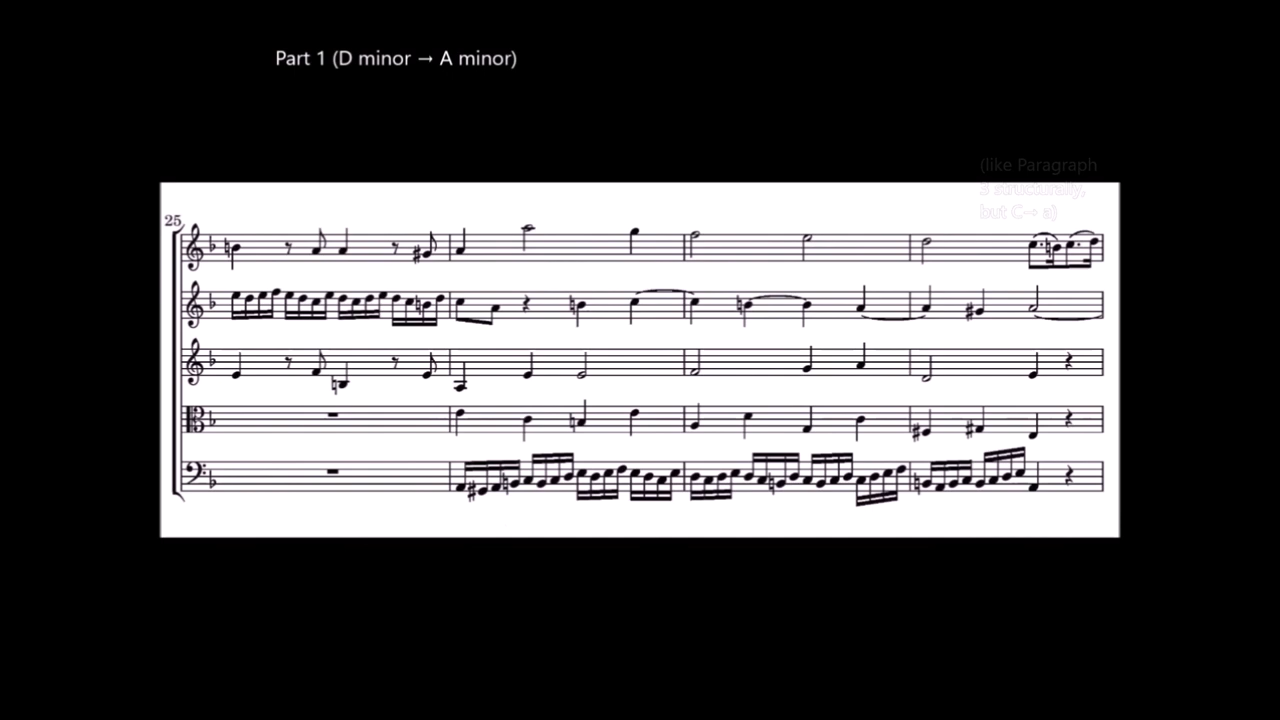 Part 1 (D minor → A minor)
(like Paragraph
3 structurally,
but C→ a)
25